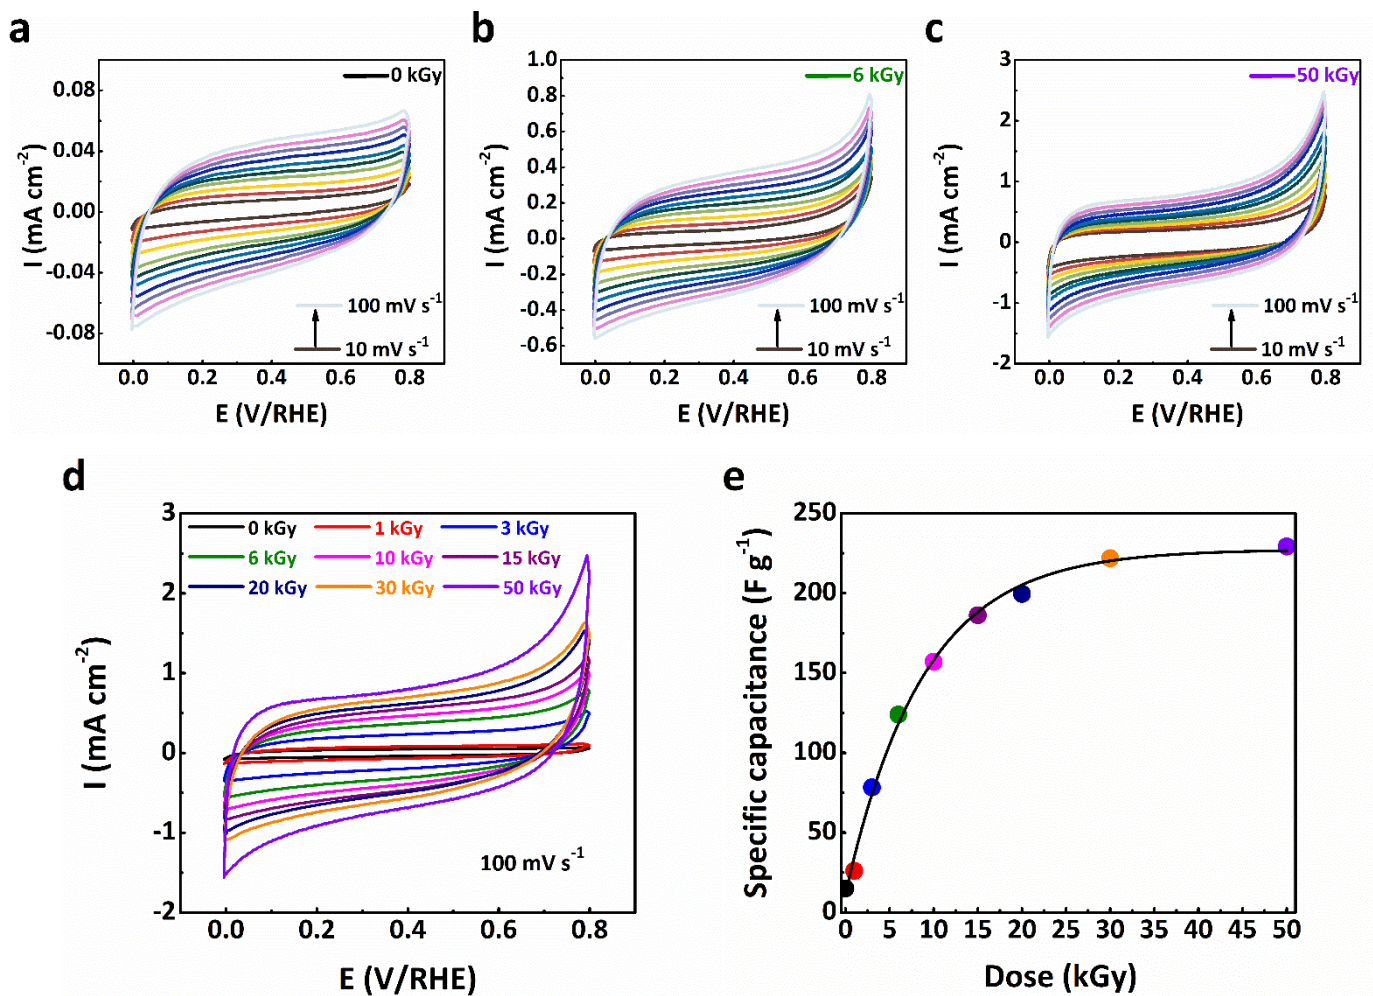 a
0 kGy
0.08
0.04
0.00
-0.04
-0.08
I (mA cm⁻²)
100 mV s⁻¹
10 mV s⁻¹
0.0 0.2 0.4 0.6 0.8
E (V/RHE)
b
6 kGy
1.0
0.8
0.6
0.4
0.2
0.0
-0.2
-0.4
-0.6
I (mA cm⁻²)
100 mV s⁻¹
10 mV s⁻¹
0.0 0.2 0.4 0.6 0.8
E (V/RHE)
c
50 kGy
3
2
1
0
-1
-2
I (mA cm⁻²)
100 mV s⁻¹
10 mV s⁻¹
0.0 0.2 0.4 0.6 0.8
E (V/RHE)
d
0 kGy 1 kGy 3 kGy
6 kGy 10 kGy 15 kGy
20 kGy 30 kGy 50 kGy
3
2
1
0
-1
-2
I (mA cm⁻²)
100 mV s⁻¹
0.0 0.2 0.4 0.6 0.8
E (V/RHE)
e
250
200
150
100
50
0
Specific capacitance (F g⁻¹)
0 5 10 15 20 25 30 35 40 45 50
Dose (kGy)